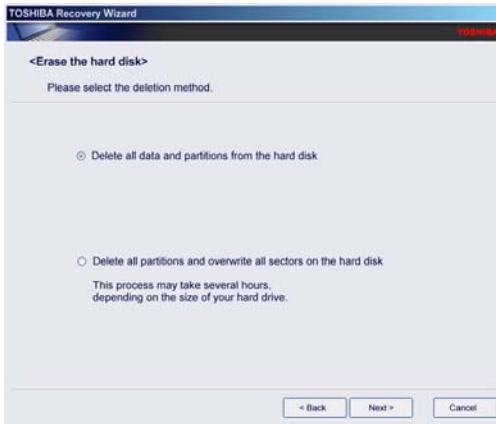 TOSHIBA Recovery Wizard
TOSHIBA
<Erase the hard disk>
Please select the deletion method.
Delete all data and partitions from the hard disk
Delete all partitions and overwrite all sectors on the hard disk
This process may take several hours,
depending on the size of your hard drive.
< Back Next > Cancel